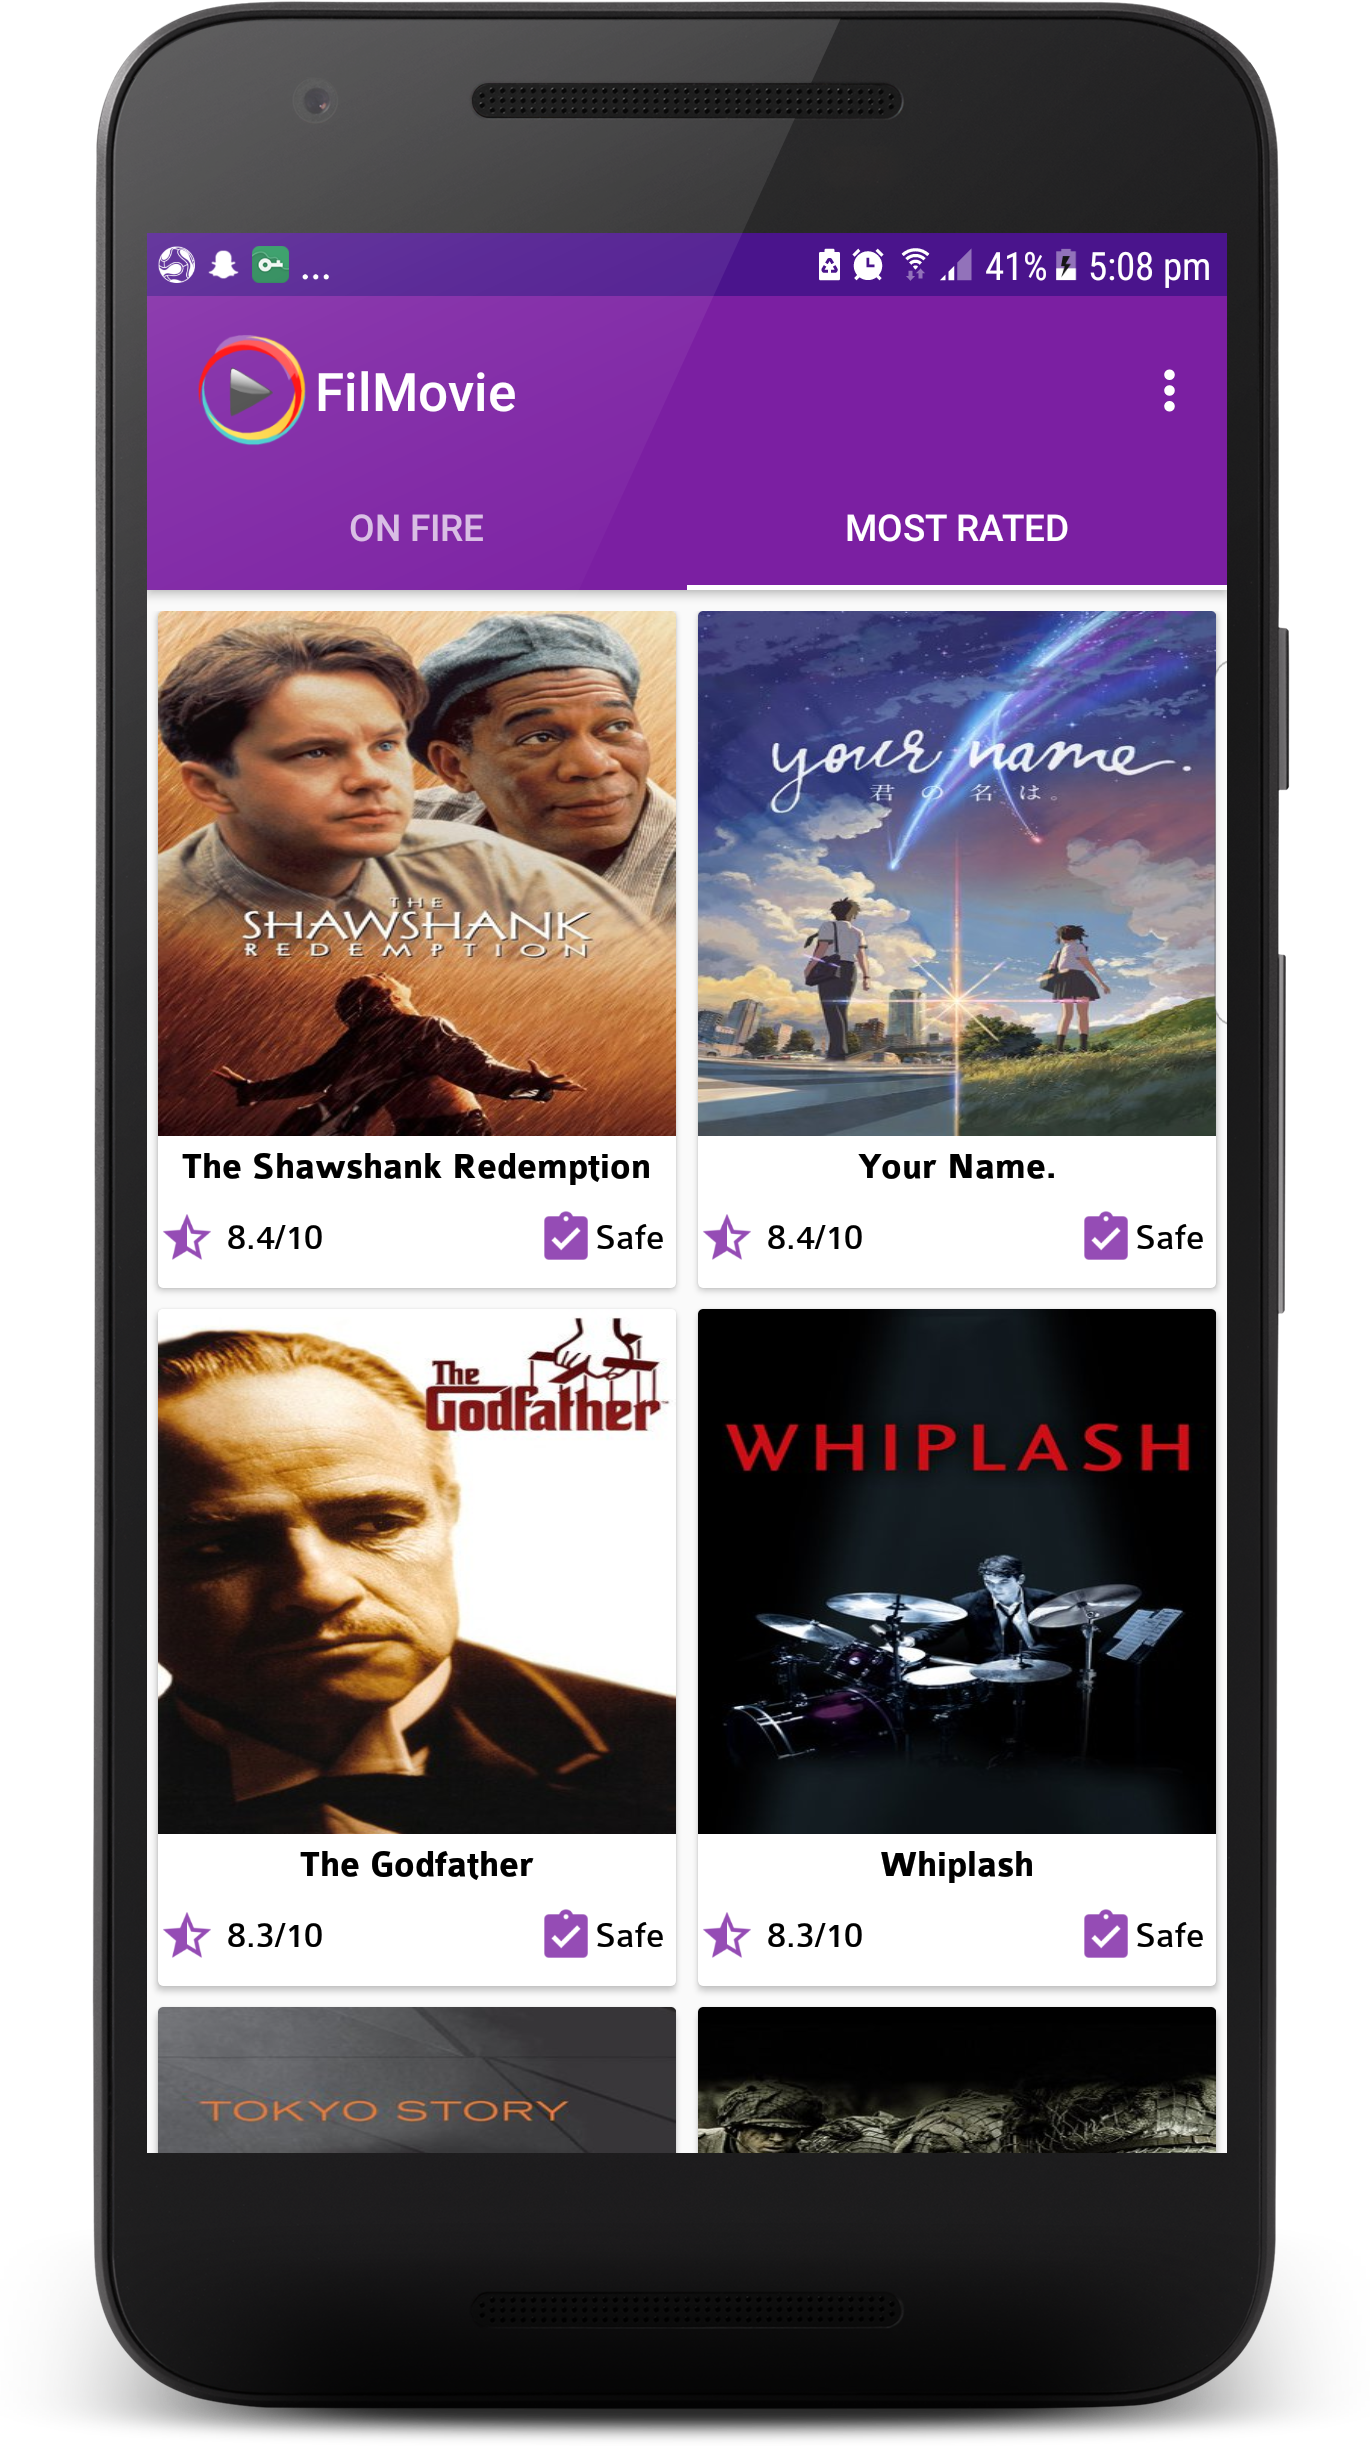 ... 41% 5:08 pm
FilMovie
ON FIRE MOST RATED
THE
SHAWSHANK
REDEMPTION
your name.
君の名は。
The Shawshank Redemption
8.4/10 Safe
Your Name.
8.4/10 Safe
The
Godfather
WHIPLASH
The Godfather
8.3/10 Safe
Whiplash
8.3/10 Safe
TOKYO STORY